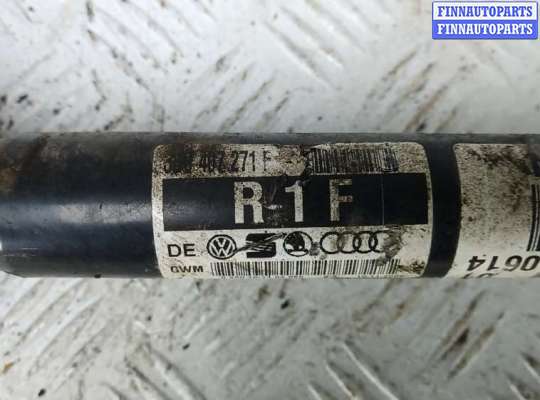 FINNAUTOPARTS
FINNAUTOPARTS
407 271 F
R-1 F
DE
GWM
0614